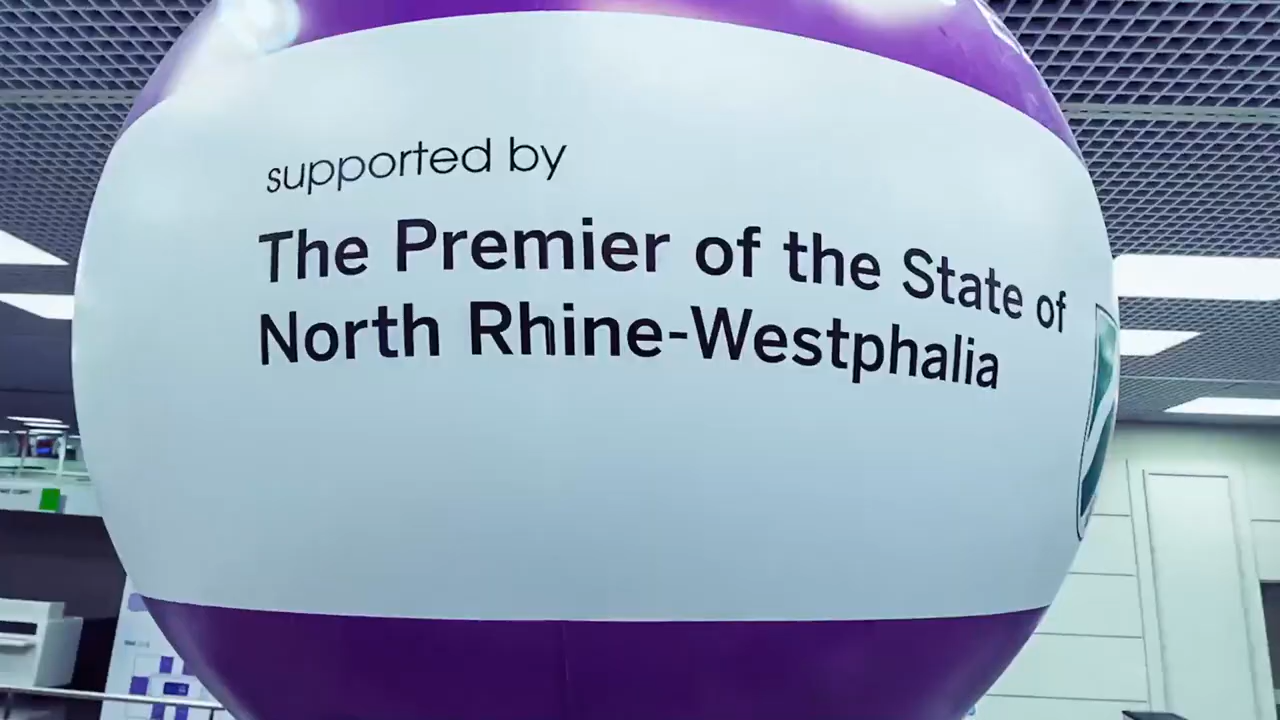 supported by
The Premier of the State of
North Rhine-Westphalia